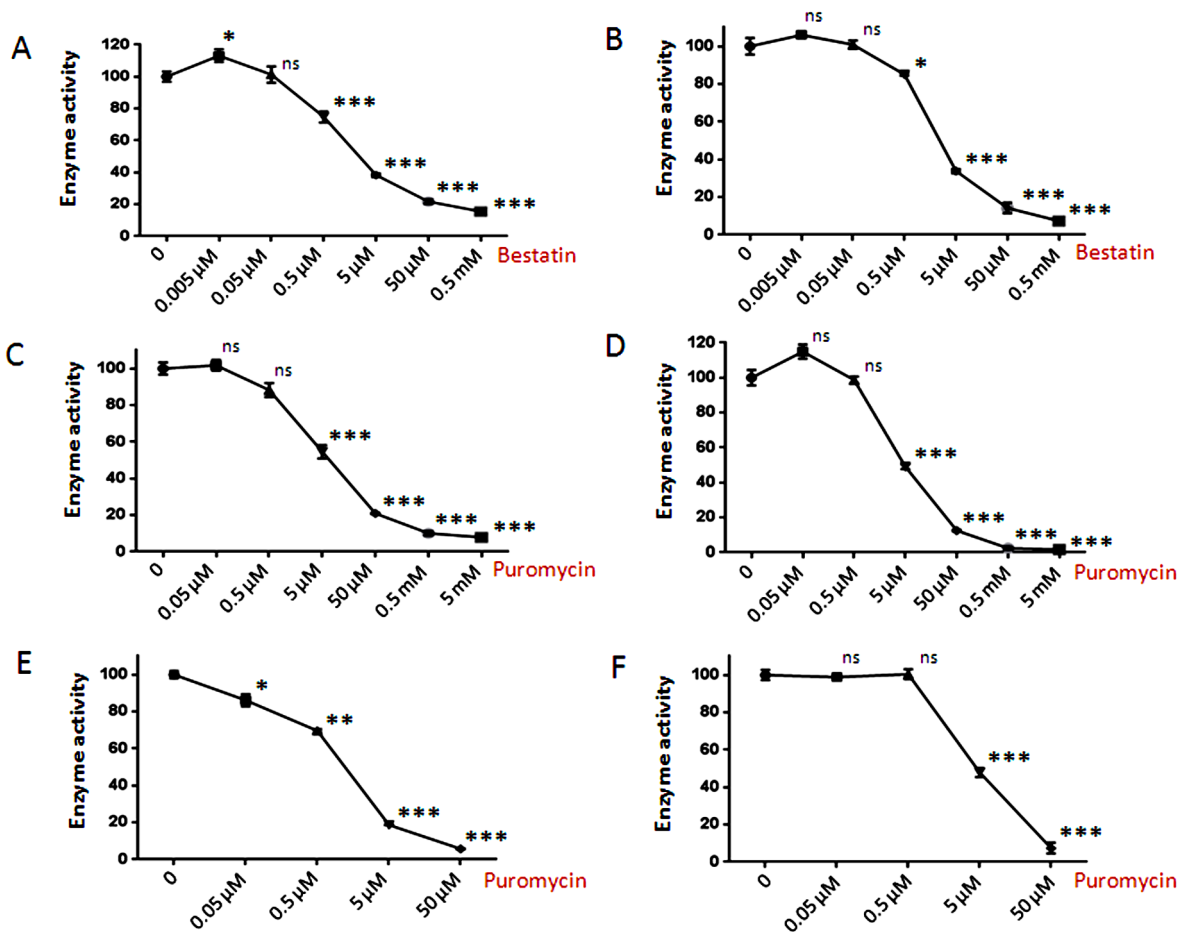 A
Enzyme activity
120
100
80
60
40
20
0
*
ns
***
***
***
***
0
0.005 µM
0.05 µM
0.5 µM
5 µM
50 µM
0.5 mM
Bestatin
B
Enzyme activity
100
80
60
40
20
0
ns
ns
*
***
***
***
0
0.005 µM
0.05 µM
0.5 µM
5 µM
50 µM
0.5 mM
Bestatin
C
Enzyme activity
100
80
60
40
20
0
ns
ns
***
***
***
***
0
0.05 µM
0.5 µM
5 µM
50 µM
0.5 mM
5 mM
Puromycin
D
Enzyme activity
120
100
80
60
40
20
0
ns
ns
***
***
***
***
0
0.05 µM
0.5 µM
5 µM
50 µM
0.5 mM
5 mM
Puromycin
E
Enzyme activity
100
80
60
40
20
0
*
**
***
***
0
0.05 µM
0.5 µM
5 µM
50 µM
Puromycin
F
Enzyme activity
100
80
60
40
20
0
ns
ns
***
***
0
0.05 µM
0.5 µM
5 µM
50 µM
Puromycin